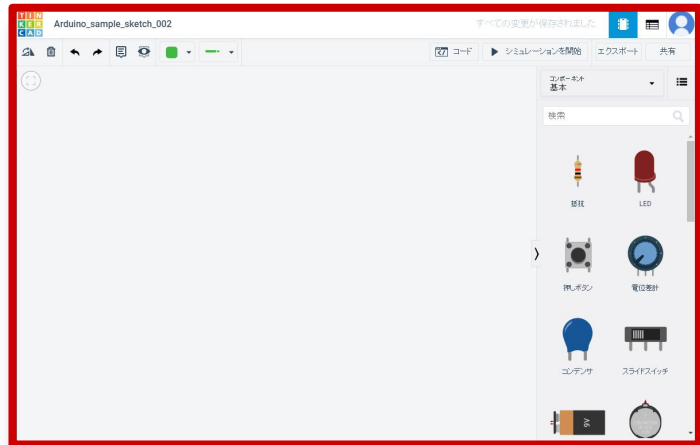 TIN
KER
CAD
Arduino_sample_sketch_002
すべての変更が保存されました
コード
シミュレーションを開始
エクスポート
共有
コンポーネント
基本
検索
抵抗
LED
押しボタン
電位差計
コンデンサ
スライドスイッチ
9V